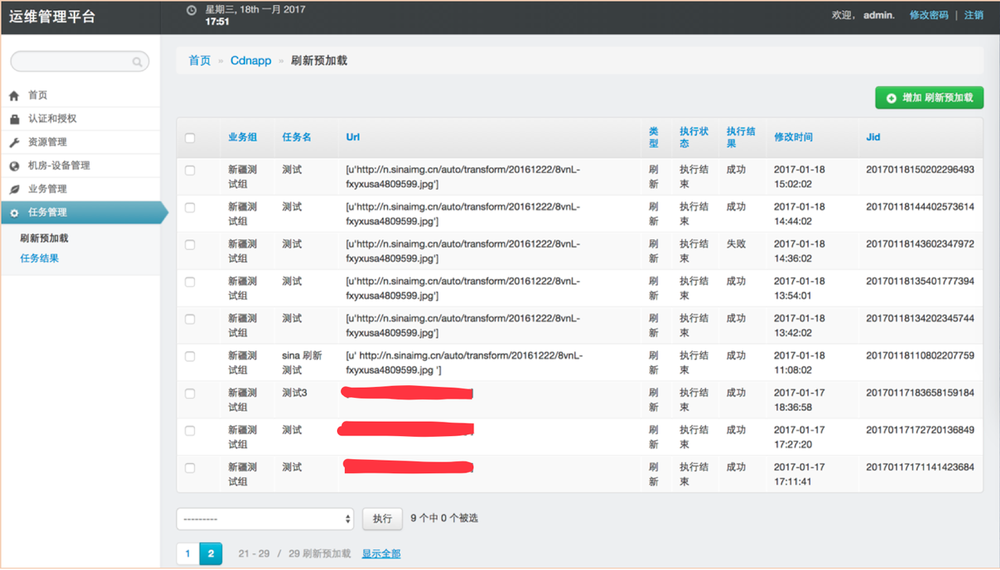 运维管理平台
星期三, 18th 一月 2017
17:51
欢迎, admin. 修改密码 | 注销
首页
认证和授权
资源管理
机房-设备管理
业务管理
任务管理
刷新预加载
任务结果
首页 » Cdnapp » 刷新预加载
增加 刷新预加载
业务组 任务名 Url 类型 执行状态 执行结果 修改时间 Jid
新疆测试组 测试 [u'http://n.sinaimg.cn/auto/transform/20161222/8vnL-fxyxusa4809599.jpg'] 刷新 执行结束 成功 2017-01-18 15:02:02 20170118150202296493
新疆测试组 测试 [u'http://n.sinaimg.cn/auto/transform/20161222/8vnL-fxyxusa4809599.jpg'] 刷新 执行结束 成功 2017-01-18 14:44:02 20170118144402573614
新疆测试组 测试 [u'http://n.sinaimg.cn/auto/transform/20161222/8vnL-fxyxusa4809599.jpg'] 刷新 执行结束 失败 2017-01-18 14:36:02 20170118143602347972
新疆测试组 测试 [u'http://n.sinaimg.cn/auto/transform/20161222/8vnL-fxyxusa4809599.jpg'] 刷新 执行结束 成功 2017-01-18 13:54:01 20170118135401777394
新疆测试组 测试 [u'http://n.sinaimg.cn/auto/transform/20161222/8vnL-fxyxusa4809599.jpg'] 刷新 执行结束 成功 2017-01-18 13:42:02 20170118134202345744
新疆测试组 sina 刷新测试 [u' http://n.sinaimg.cn/auto/transform/20161222/8vnL-fxyxusa4809599.jpg '] 刷新 执行结束 成功 2017-01-18 11:08:02 20170118110802207759
新疆测试组 测试3 刷新 执行结束 成功 2017-01-17 18:36:58 20170117183658159184
新疆测试组 测试 刷新 执行结束 成功 2017-01-17 17:27:20 20170117172720136849
新疆测试组 测试 刷新 执行结束 成功 2017-01-17 17:11:41 20170117171141423684
--------- 执行 9 个中 0 个被选
1 2 21 - 29 / 29 刷新预加载 显示全部